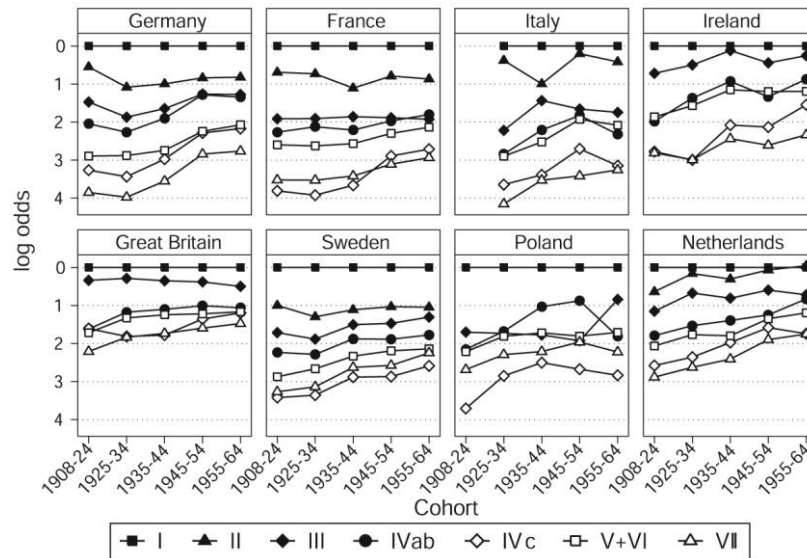 Germany France Italy Ireland
0
1
2
3
4
log odds
Great Britain Sweden Poland Netherlands
0
1
2
3
4
1908-24 1925-34 1935-44 1945-54 1955-64 1908-24 1925-34 1935-44 1945-54 1955-64 1908-24 1925-34 1935-44 1945-54 1955-64 1908-24 1925-34 1935-44 1945-54 1955-64
Cohort
I II III IVab IVc V+VI VII